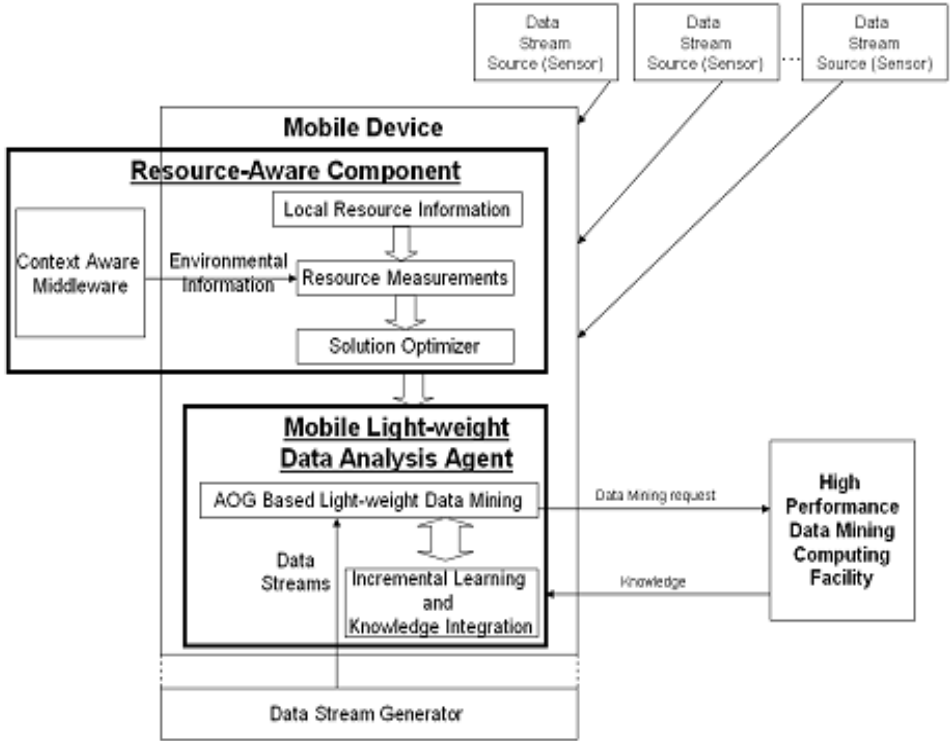 Data
Stream
Source (Sensor)
Data
Stream
Source (Sensor)
....
Data
Stream
Source (Sensor)
Mobile Device
Resource-Aware Component
Local Resource Information
Context Aware
Middleware
Environmental
Information
Resource Measurements
Solution Optimizer
Mobile Light-weight
Data Analysis Agent
AOG Based Light-weight Data Mining
Data
Streams
Incremental Learning
and
Knowledge Integration
Data Mining request
Knowledge
High
Performance
Data Mining
Computing
Facility
Data Stream Generator